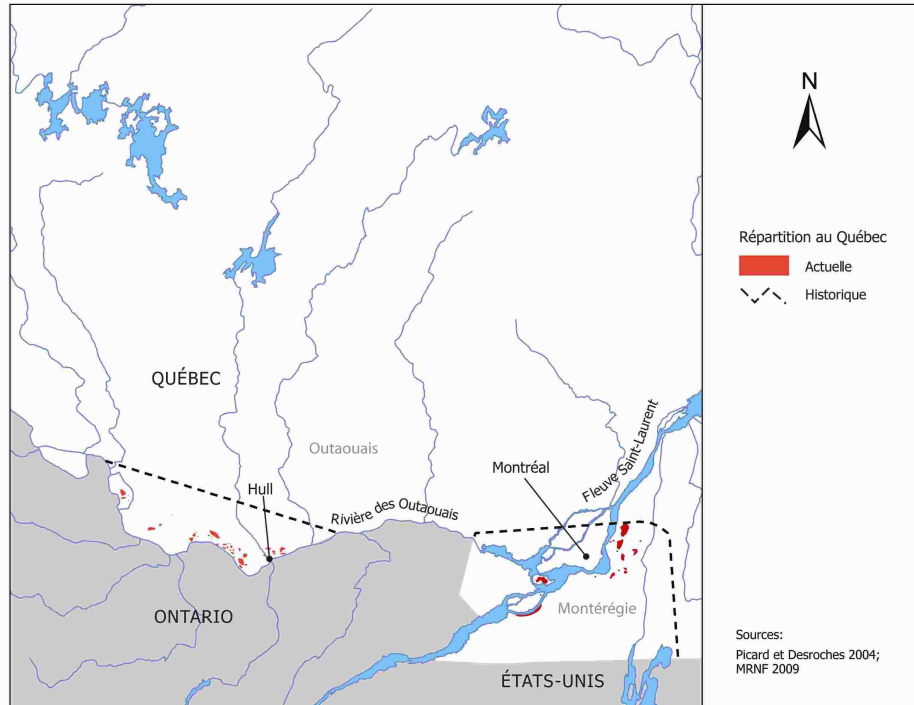 N
Répartition au Québec
Actuelle
Historique
QUÉBEC
Outaouais
Hull
Rivière des Outaouais
Montréal
Fleuve Saint-Laurent
ONTARIO
Montérégie
ÉTATS-UNIS
Sources:
Picard et Desroches 2004;
MRNF 2009